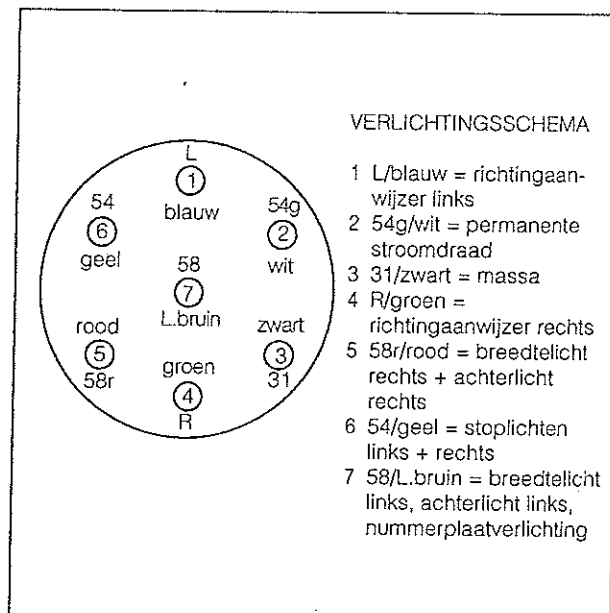 L
1
blauw
54
6
geel
54g
2
wit
58
7
L.bruin
rood
5
58r
zwart
3
31
groen
4
R
VERLICHTINGSSCHEMA
1 L/blauw = richtingaan-
wijzer links
2 54g/wit = permanente
stroomdraad
3 31/zwart = massa
4 R/groen =
richtingaanwijzer rechts
5 58r/rood = breedtelicht
rechts + achterlicht
rechts
6 54/geel = stoplichten
links + rechts
7 58/L.bruin = breedtelicht
links, achterlicht links,
nummerplaatverlichting